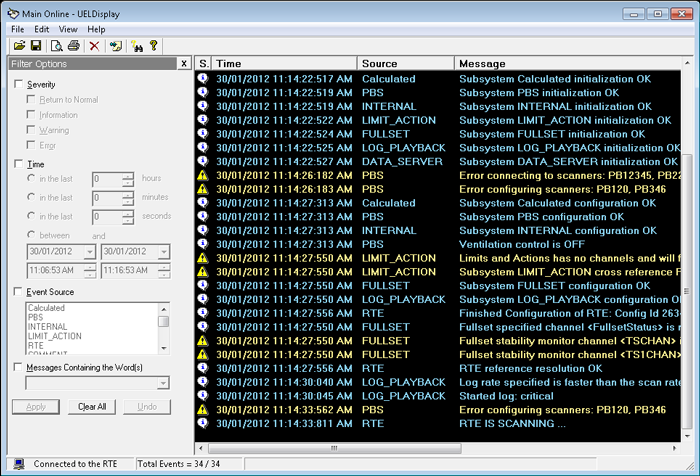 Main Online - UELDisplay
File Edit View Help
Filter Options x
Severity
Return to Normal
Information
Warning
Error
Time
in the last 0 hours
in the last 0 minutes
in the last 0 seconds
between and
30/01/2012 30/01/2012
11:06:53 AM 11:16:53 AM
Event Source
Calculated
PBS
INTERNAL
LIMIT_ACTION
RTE
COMMENT
Messages Containing the Word(s)
Apply Clear All Undo
S. Time Source Message
30/01/2012 11:14:22:517 AM Calculated Subsystem Calculated initialization OK
30/01/2012 11:14:22:519 AM PBS Subsystem PBS initialization OK
30/01/2012 11:14:22:519 AM INTERNAL Subsystem INTERNAL initialization OK
30/01/2012 11:14:22:522 AM LIMIT_ACTION Subsystem LIMIT_ACTION initialization OK
30/01/2012 11:14:22:524 AM FULLSET Subsystem FULLSET initialization OK
30/01/2012 11:14:22:525 AM LOG_PLAYBACK Subsystem LOG_PLAYBACK initialization OK
30/01/2012 11:14:22:527 AM DATA_SERVER Subsystem DATA_SERVER initialization OK
30/01/2012 11:14:26:182 AM PBS Error connecting to scanners: PB12345, PB22
30/01/2012 11:14:26:183 AM PBS Error configuring scanners: PB120, PB346
30/01/2012 11:14:27:313 AM Calculated Subsystem Calculated configuration OK
30/01/2012 11:14:27:313 AM PBS Subsystem PBS configuration OK
30/01/2012 11:14:27:313 AM INTERNAL Subsystem INTERNAL configuration OK
30/01/2012 11:14:27:313 AM PBS Ventilation control is OFF
30/01/2012 11:14:27:550 AM LIMIT_ACTION Limits and Actions has no channels and will f
30/01/2012 11:14:27:550 AM LIMIT_ACTION Subsystem LIMIT_ACTION cross reference F
30/01/2012 11:14:27:550 AM FULLSET Subsystem FULLSET configuration OK
30/01/2012 11:14:27:550 AM LOG_PLAYBACK Subsystem LOG_PLAYBACK configuration O
30/01/2012 11:14:27:556 AM RTE Finished Configuration of RTE: Config Id 263
30/01/2012 11:14:27:550 AM FULLSET Fullset specified channel <FullsetStatus> is r
30/01/2012 11:14:27:550 AM FULLSET Fullset stability monitor channel <TSCHAN> i
30/01/2012 11:14:27:550 AM FULLSET Fullset stability monitor channel <TS1CHAN>
30/01/2012 11:14:27:556 AM RTE RTE reference resolution OK
30/01/2012 11:14:30:040 AM LOG_PLAYBACK Log rate specified is faster than the scan rate
30/01/2012 11:14:30:045 AM LOG_PLAYBACK Started log: critical
30/01/2012 11:14:33:562 AM PBS Error configuring scanners: PB120, PB346
30/01/2012 11:14:33:811 AM RTE RTE IS SCANNING ...
Connected to the RTE Total Events = 34 / 34